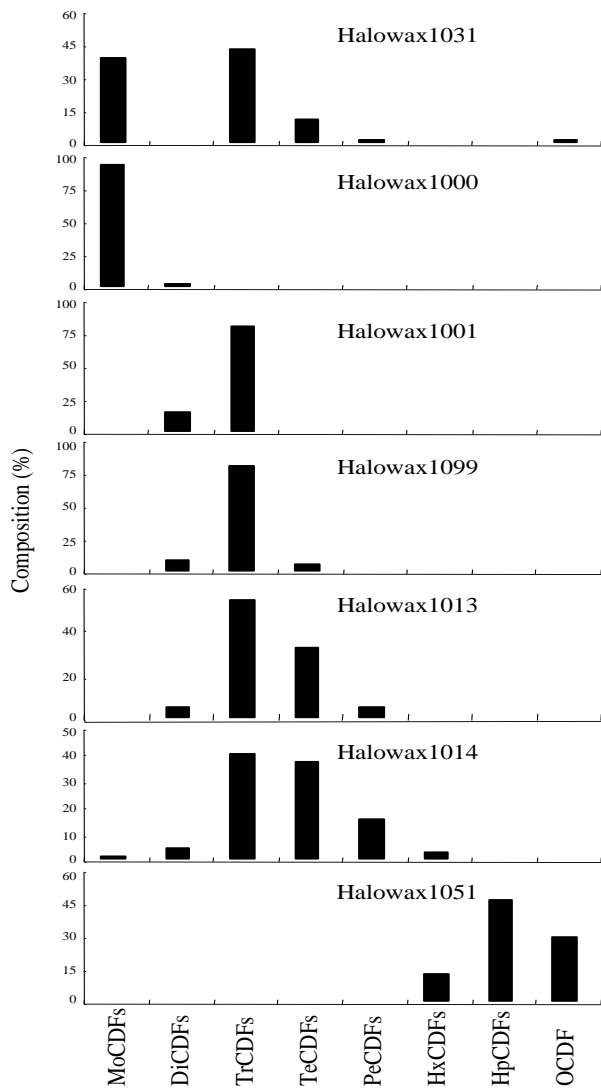 60
45
30
15
0
Halowax1031
100
75
50
25
0
Halowax1000
100
75
50
25
0
Halowax1001
100
75
50
25
0
Halowax1099
60
40
20
0
Halowax1013
50
40
30
20
10
0
Halowax1014
60
45
30
15
0
Halowax1051
Composition (%)
MoCDFs
DiCDFs
TrCDFs
TeCDFs
PeCDFs
HxCDFs
HpCDFs
OCDF